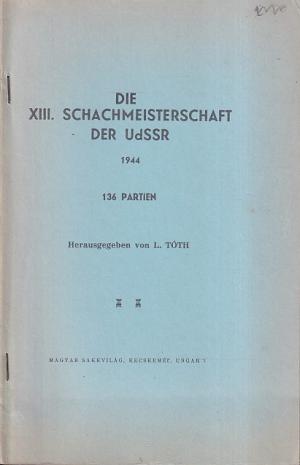 DIE
XIII. SCHACHMEISTERSCHAFT
DER UdSSR
1944
136 PARTIEN
Herausgegeben von L. TÓTH
MAGYAR SAKKVILÁG, KECSKEMÉT, UNGARN